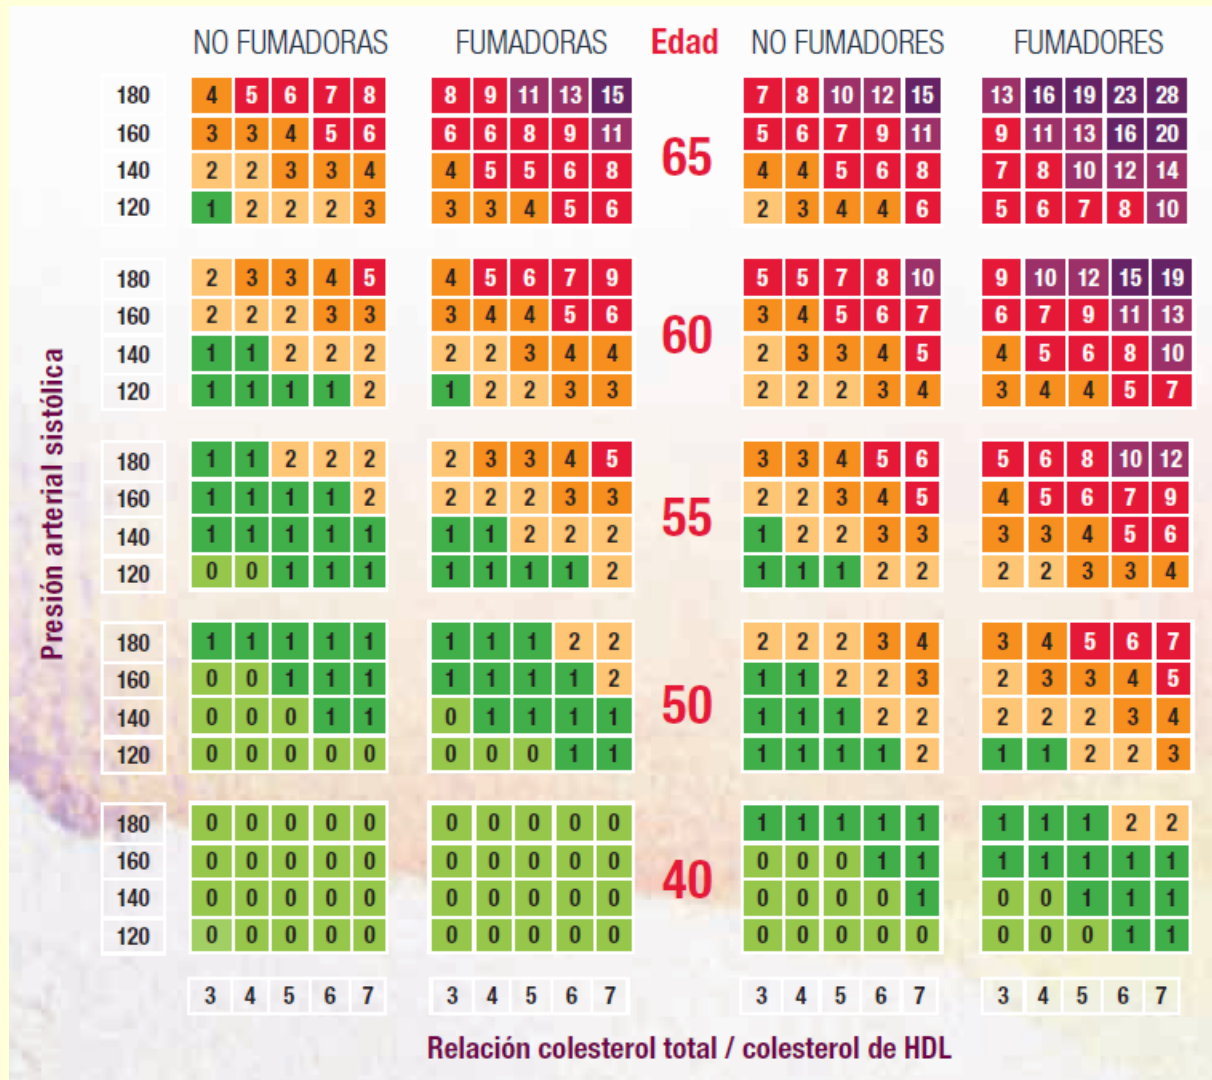 NO FUMADORAS FUMADORAS Edad NO FUMADORES FUMADORES
180 4 5 6 7 8 8 9 11 13 15 7 8 10 12 15 13 16 19 23 28
160 3 3 4 5 6 6 6 8 9 11 5 6 7 9 11 9 11 13 16 20
65
140 2 2 3 3 4 4 5 5 6 8 4 4 5 6 8 7 8 10 12 14
120 1 2 2 2 3 3 3 4 5 6 2 3 4 4 6 5 6 7 8 10
180 2 3 3 4 5 4 5 6 7 9 5 5 7 8 10 9 10 12 15 19
160 2 2 2 3 3 3 4 4 5 6 3 4 5 6 7 6 7 9 11 13
60
140 1 1 2 2 2 2 2 3 4 4 2 3 3 4 5 4 5 6 8 10
120 1 1 1 1 2 1 2 2 3 3 2 2 2 3 4 3 4 4 5 7
Presión arterial sistólica
180 1 1 2 2 2 2 3 3 4 5 3 3 4 5 6 5 6 8 10 12
160 1 1 1 1 2 2 2 2 3 3 2 2 3 4 5 4 5 6 7 9
55
140 1 1 1 1 1 1 1 2 2 2 1 2 2 3 3 3 3 4 5 6
120 0 0 1 1 1 1 1 1 1 2 1 1 1 2 2 2 2 3 3 4
180 1 1 1 1 1 1 1 1 2 2 2 2 2 3 4 3 4 5 6 7
160 0 0 1 1 1 1 1 1 1 2 1 1 2 2 3 2 3 3 4 5
50
140 0 0 0 1 1 0 1 1 1 1 1 1 1 2 2 2 2 2 3 4
120 0 0 0 0 0 0 0 0 1 1 1 1 1 1 2 1 1 2 2 3
180 0 0 0 0 0 0 0 0 0 0 1 1 1 1 1 1 1 1 2 2
160 0 0 0 0 0 0 0 0 0 0 0 0 0 1 1 1 1 1 1 1
40
140 0 0 0 0 0 0 0 0 0 0 0 0 0 0 1 0 0 1 1 1
120 0 0 0 0 0 0 0 0 0 0 0 0 0 0 0 0 0 0 1 1
3 4 5 6 7 3 4 5 6 7 3 4 5 6 7 3 4 5 6 7
Relación colesterol total / colesterol de HDL